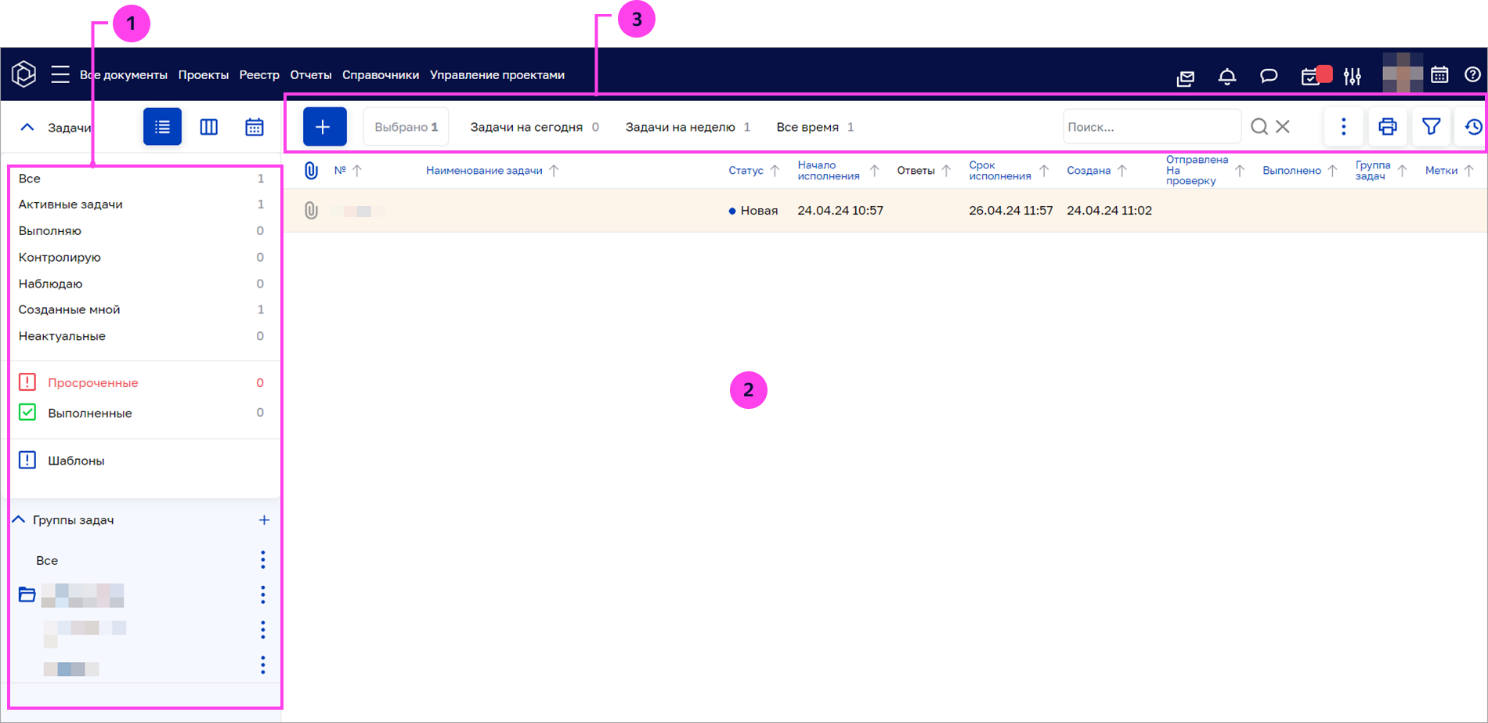 1
3
Все документы Проекты Реестр Отчеты Справочники Управление проектами
Задачи
Выбрано 1 Задачи на сегодня 0 Задачи на неделю 1 Все время 1 Поиск...
№ Наименование задачи Статус Начало исполнения Ответы Срок исполнения Создана Отправлена На проверку Выполнено Группа задач Метки
Новая 24.04.24 10:57 26.04.24 11:57 24.04.24 11:02
Все 1
Активные задачи 1
Выполняю 0
Контролирую 0
Наблюдаю 0
Созданные мной 1
Неактуальные 0
Просроченные 0
Выполненные 0
Шаблоны
Группы задач
Все
2